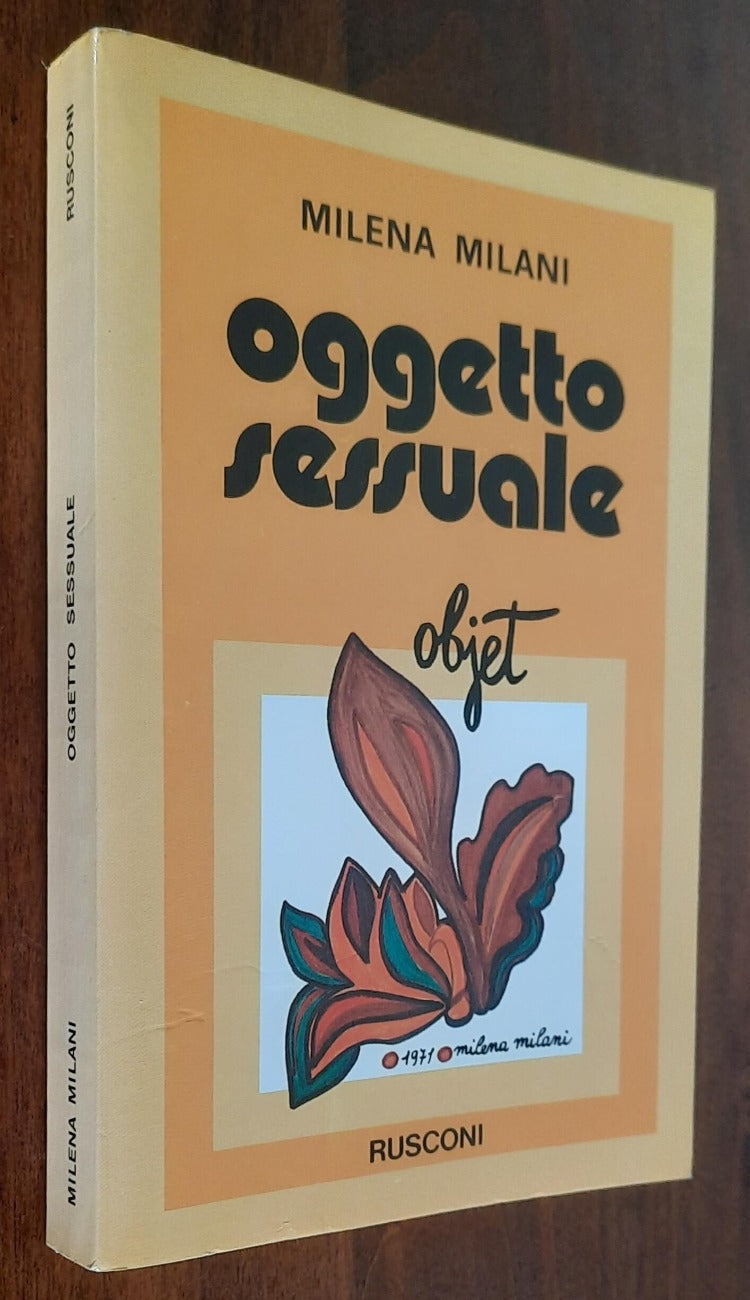 RUSCONI
OGGETTO SESSUALE
MILENA MILANI
MILENA MILANI
oggetto
sessuale
objet
1971 milena milani
RUSCONI